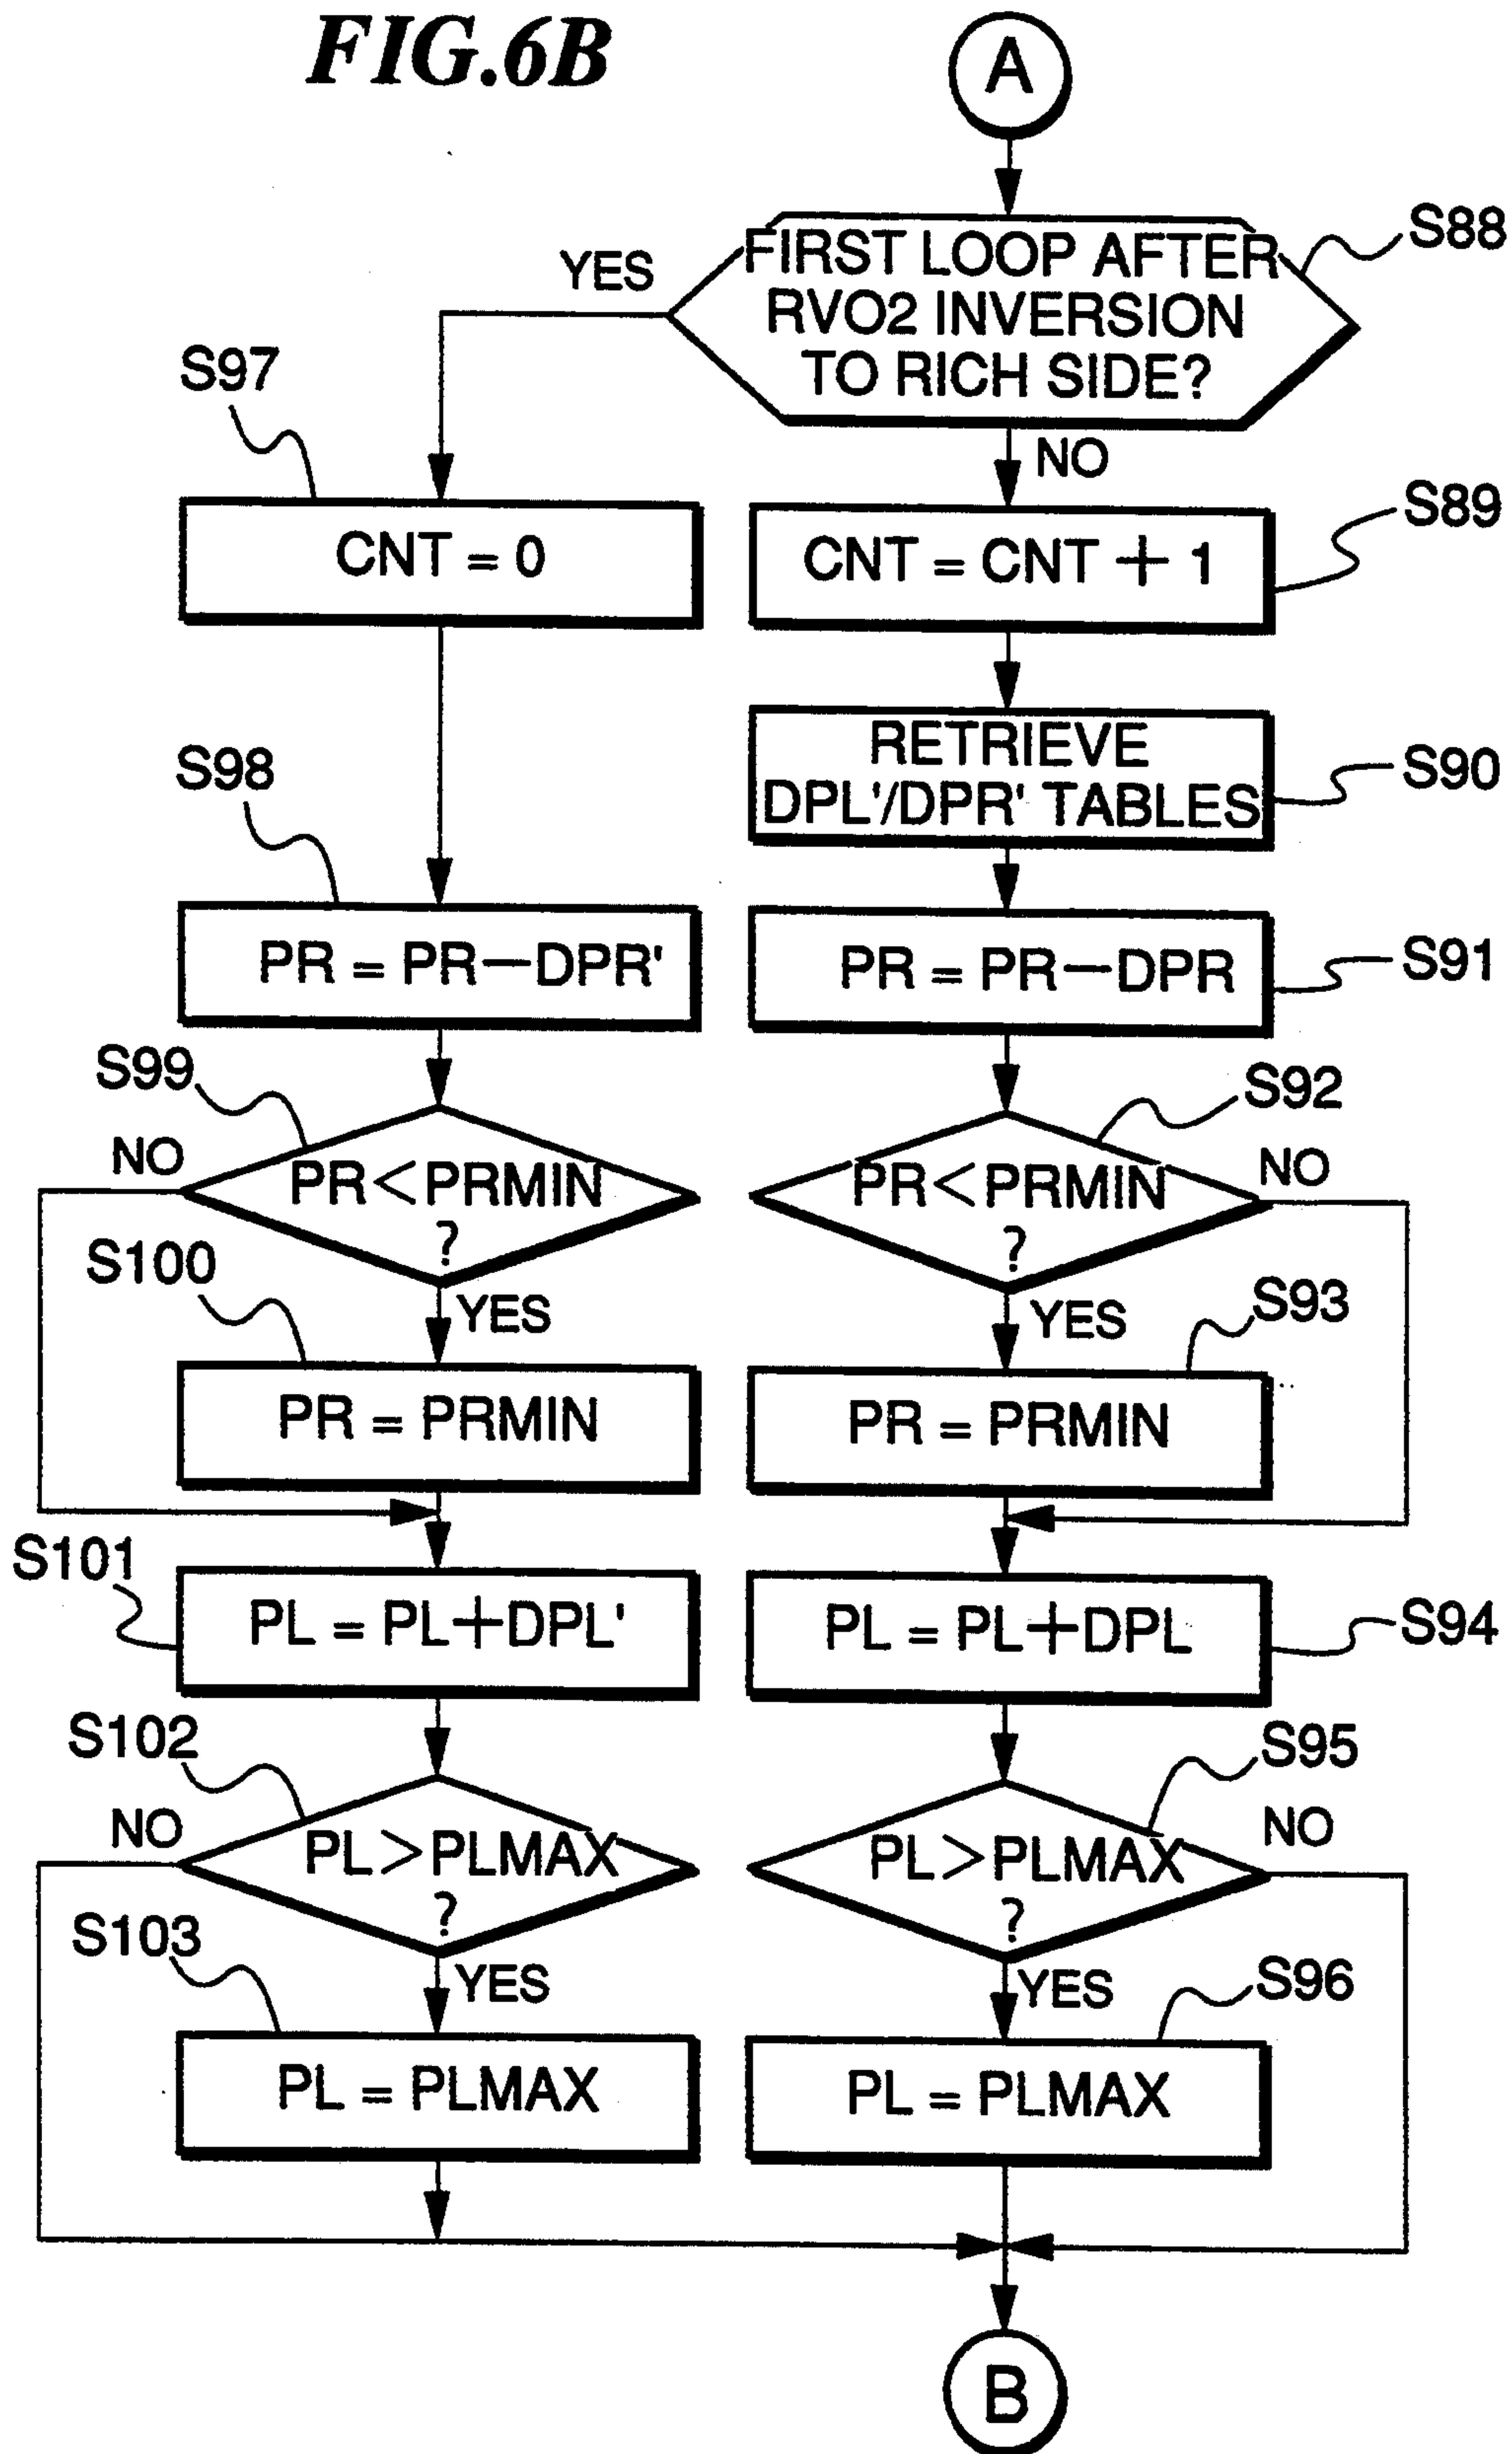 FIG.6B
A
FIRST LOOP AFTER
RVO2 INVERSION
TO RICH SIDE?
S88
YES
NO
S97
CNT = 0
CNT = CNT + 1
S89
RETRIEVE
DPL'/DPR' TABLES
S90
S98
PR = PR−DPR'
PR = PR−DPR
S91
S99
NO
PR<PRMIN
?
YES
S92
PR<PRMIN
?
NO
YES
S100
PR = PRMIN
S93
PR = PRMIN
S101
PL = PL+DPL'
PL = PL+DPL
S94
S102
NO
PL>PLMAX
?
YES
S95
PL>PLMAX
?
NO
YES
S103
PL = PLMAX
S96
PL = PLMAX
B